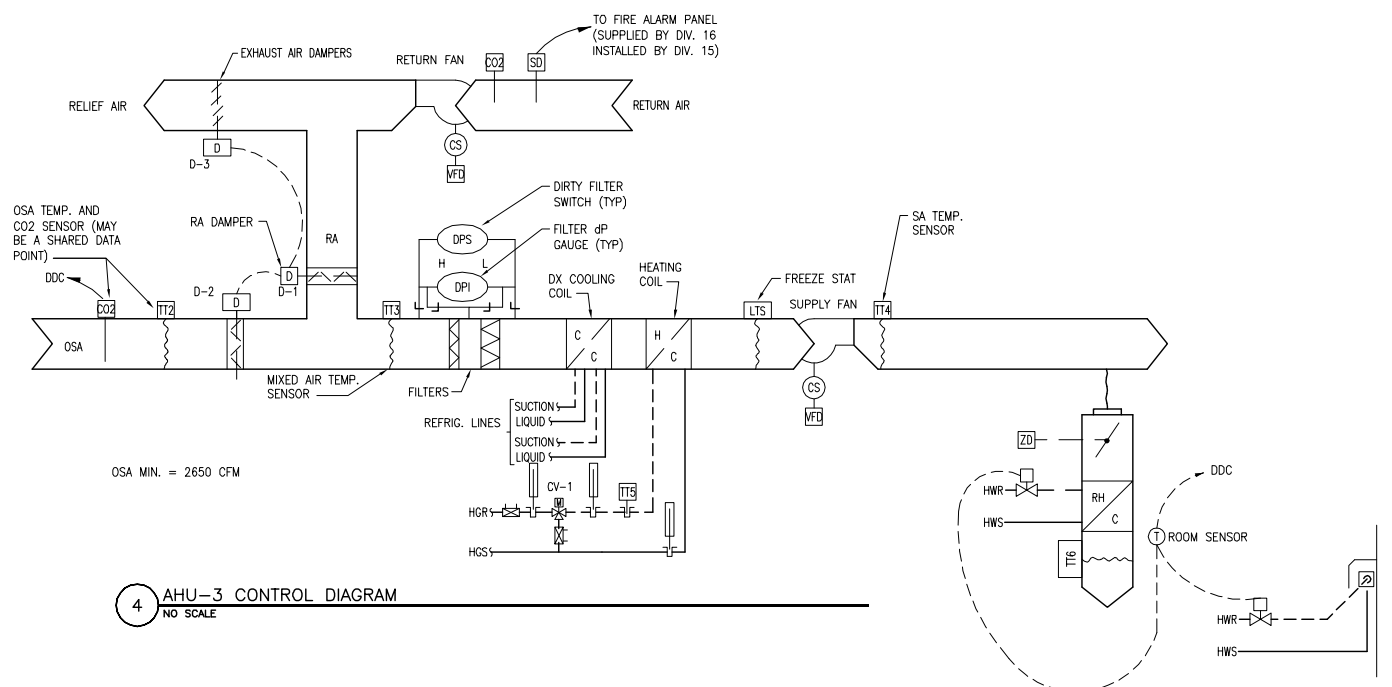 TO FIRE ALARM PANEL
(SUPPLIED BY DIV. 16
INSTALLED BY DIV. 15)
EXHAUST AIR DAMPERS
RETURN FAN
CO2
SD
RELIEF AIR
RETURN AIR
D
D-3
CS
VFD
DIRTY FILTER
SWITCH (TYP)
OSA TEMP. AND
CO2 SENSOR (MAY
BE A SHARED DATA
POINT)
RA DAMPER
RA
DPS
FILTER dP
GAUGE (TYP)
SA TEMP.
SENSOR
H
L
DDC
D
D-1
D-2
D
DPI
DX COOLING
COIL
HEATING
COIL
FREEZE STAT
SUPPLY FAN
CO2
TT2
TT3
LTS
TT4
OSA
C
C
H
C
MIXED AIR TEMP.
SENSOR
FILTERS
CS
VFD
REFRIG. LINES
SUCTION
LIQUID
SUCTION
LIQUID
ZD
OSA MIN. = 2650 CFM
DDC
CV-1
M
TT5
HWR
RH
C
HGR
HWS
ROOM SENSOR
T
HGS
TT6
4
AHU-3 CONTROL DIAGRAM
NO SCALE
HWR
HWS